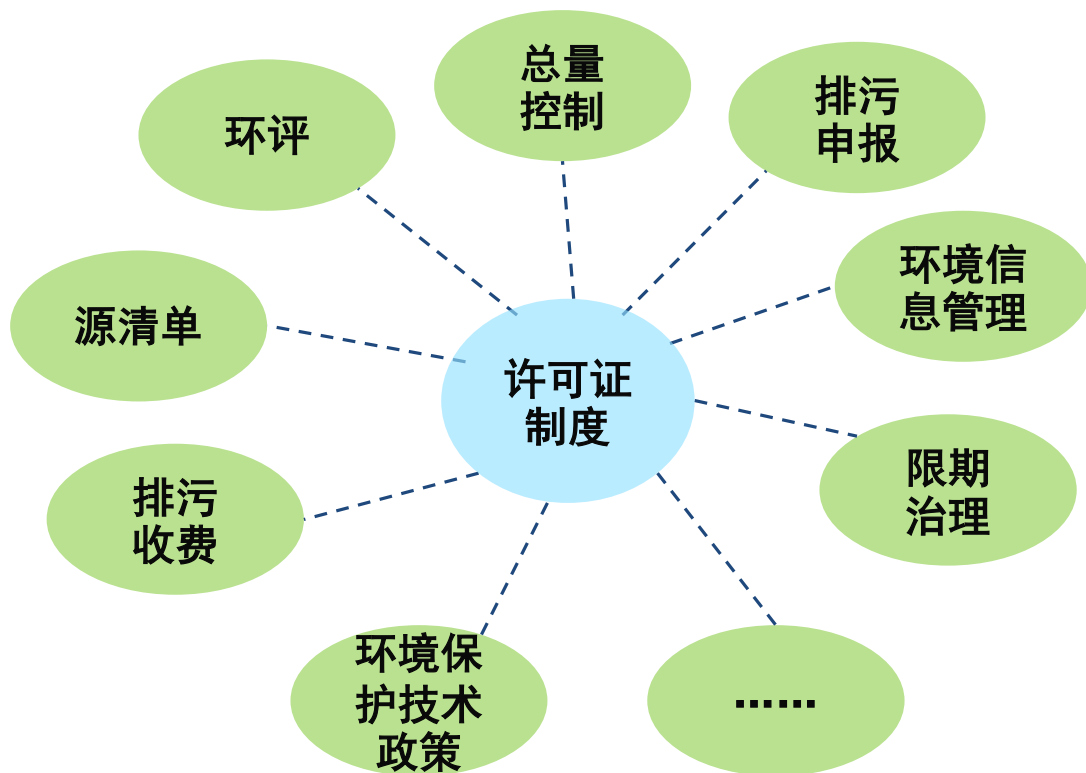 总量
控制
排污
申报
环评
环境信
息管理
源清单
许可证
制度
限期
治理
排污
收费
环境保
护技术
政策
……